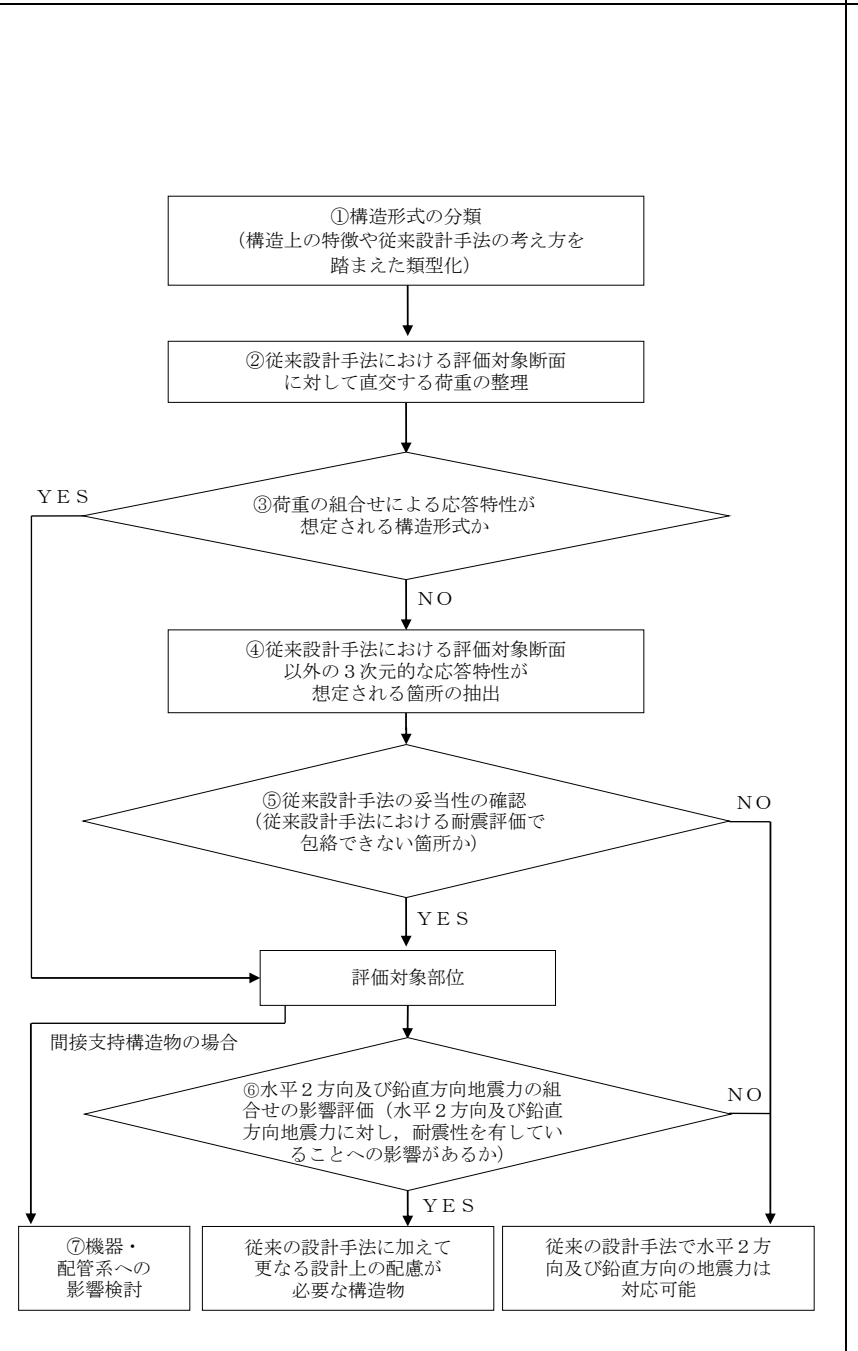 ①構造形式の分類
（構造上の特徴や従来設計手法の考え方を
踏まえた類型化）
②従来設計手法における評価対象断面
に対して直交する荷重の整理
YES
③荷重の組合せによる応答特性が
想定される構造形式か
NO
④従来設計手法における評価対象断面
以外の３次元的な応答特性が
想定される箇所の抽出
⑤従来設計手法の妥当性の確認
（従来設計手法における耐震評価で
包絡できない箇所か）
NO
YES
評価対象部位
間接支持構造物の場合
⑥水平２方向及び鉛直方向地震力の組
合せの影響評価（水平２方向及び鉛直
方向地震力に対し，耐震性を有してい
ることへの影響があるか）
NO
YES
⑦機器・
配管系への
影響検討
従来の設計手法に加えて
更なる設計上の配慮が
必要な構造物
従来の設計手法で水平２方
向及び鉛直方向の地震力は
対応可能